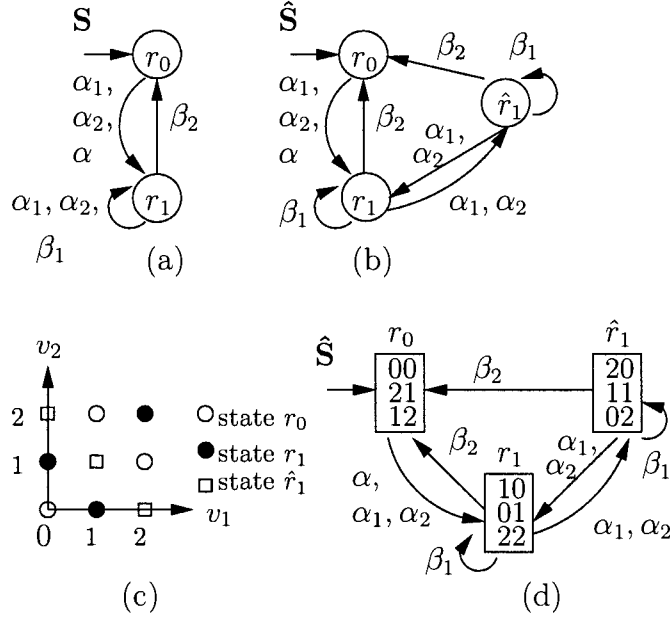 S
r₀
α₁,
α₂,
α
β₂
r₁
α₁, α₂,
β₁
(a)
Ŝ
r₀
β₂
β₁
r̂₁
α₁,
α₂,
α
β₂
α₁,
α₂
r₁
β₁
α₁, α₂
(b)
v₂
2
1
0
1
2
v₁
state r₀
state r₁
state r̂₁
(c)
Ŝ
r₀
00
21
12
r̂₁
20
11
02
β₂
β₂
r₁
10
01
22
α,
α₁, α₂
α₁,
α₂
β₁
α₁, α₂
β₁
(d)